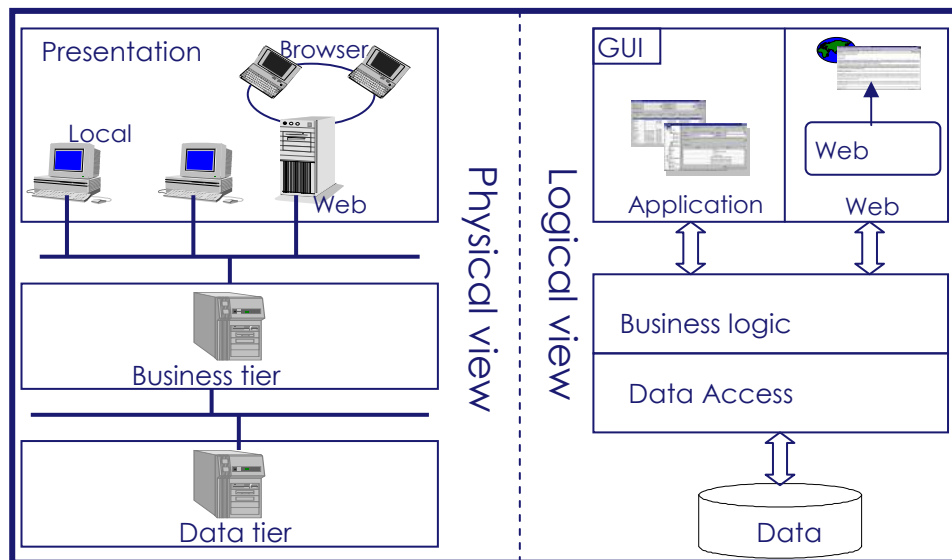 Presentation
Browser
Local
Web
Business tier
Data tier
Physical view
Logical view
GUI
Web
Application
Web
Business logic
Data Access
Data